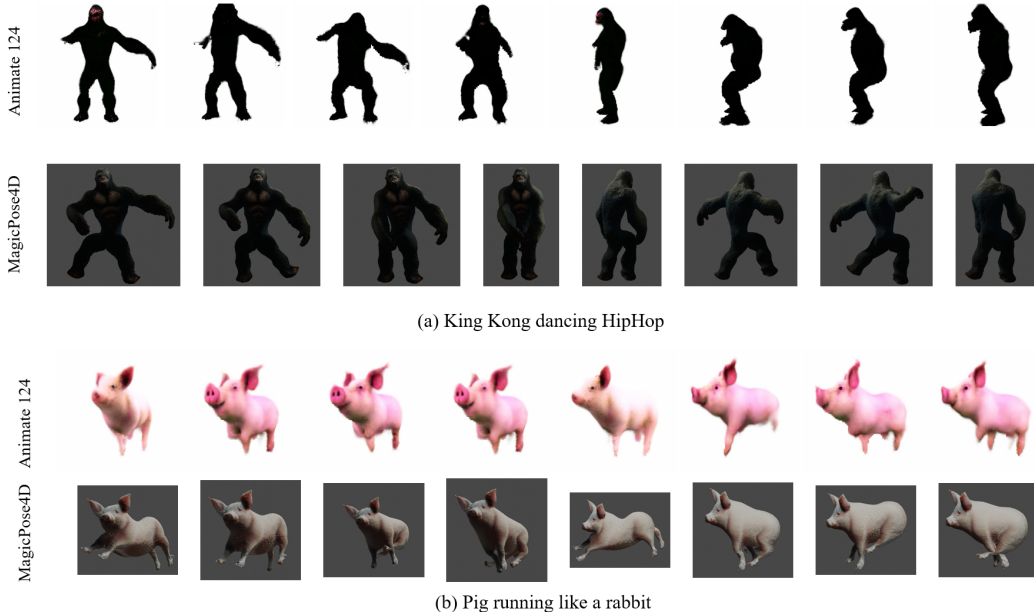 Animate 124
MagicPose4D
(a) King Kong dancing HipHop
Animate 124
MagicPose4D
(b) Pig running like a rabbit